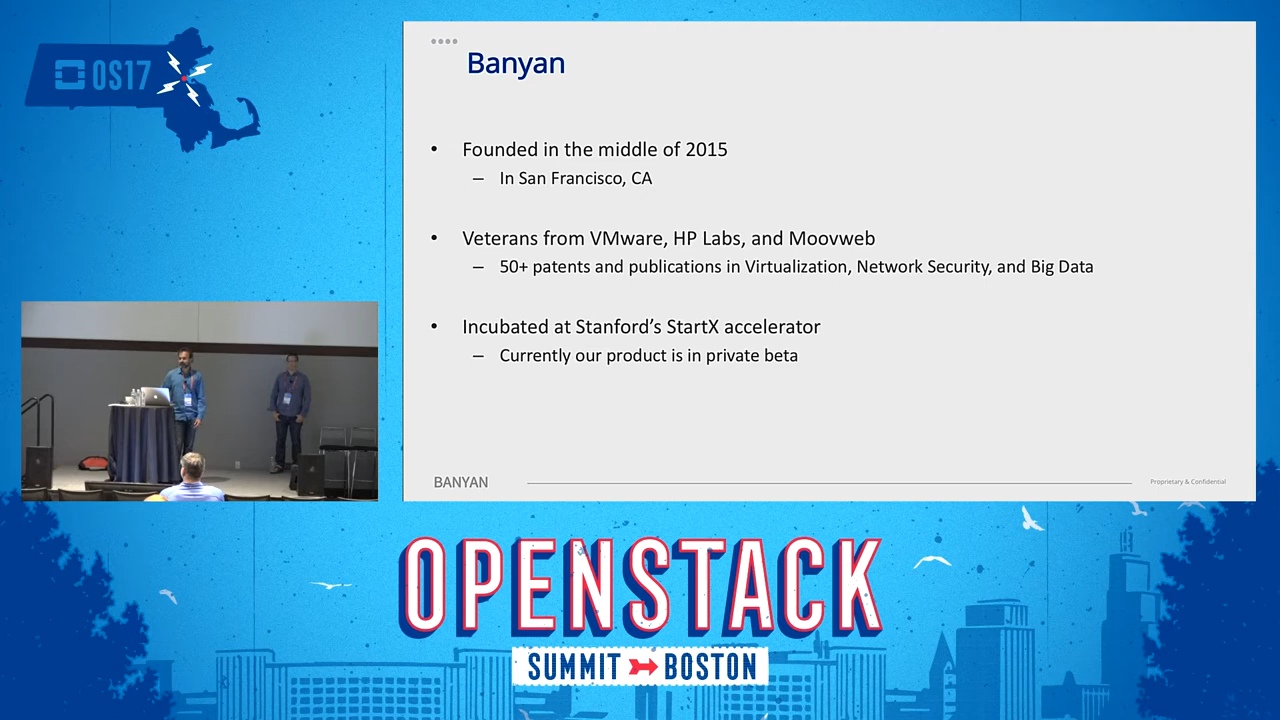 OS17
Banyan
• Founded in the middle of 2015
– In San Francisco, CA
• Veterans from VMware, HP Labs, and Moovweb
– 50+ patents and publications in Virtualization, Network Security, and Big Data
• Incubated at Stanford's StartX accelerator
– Currently our product is in private beta
BANYAN
Proprietary & Confidential
OPENSTACK
SUMMIT BOSTON